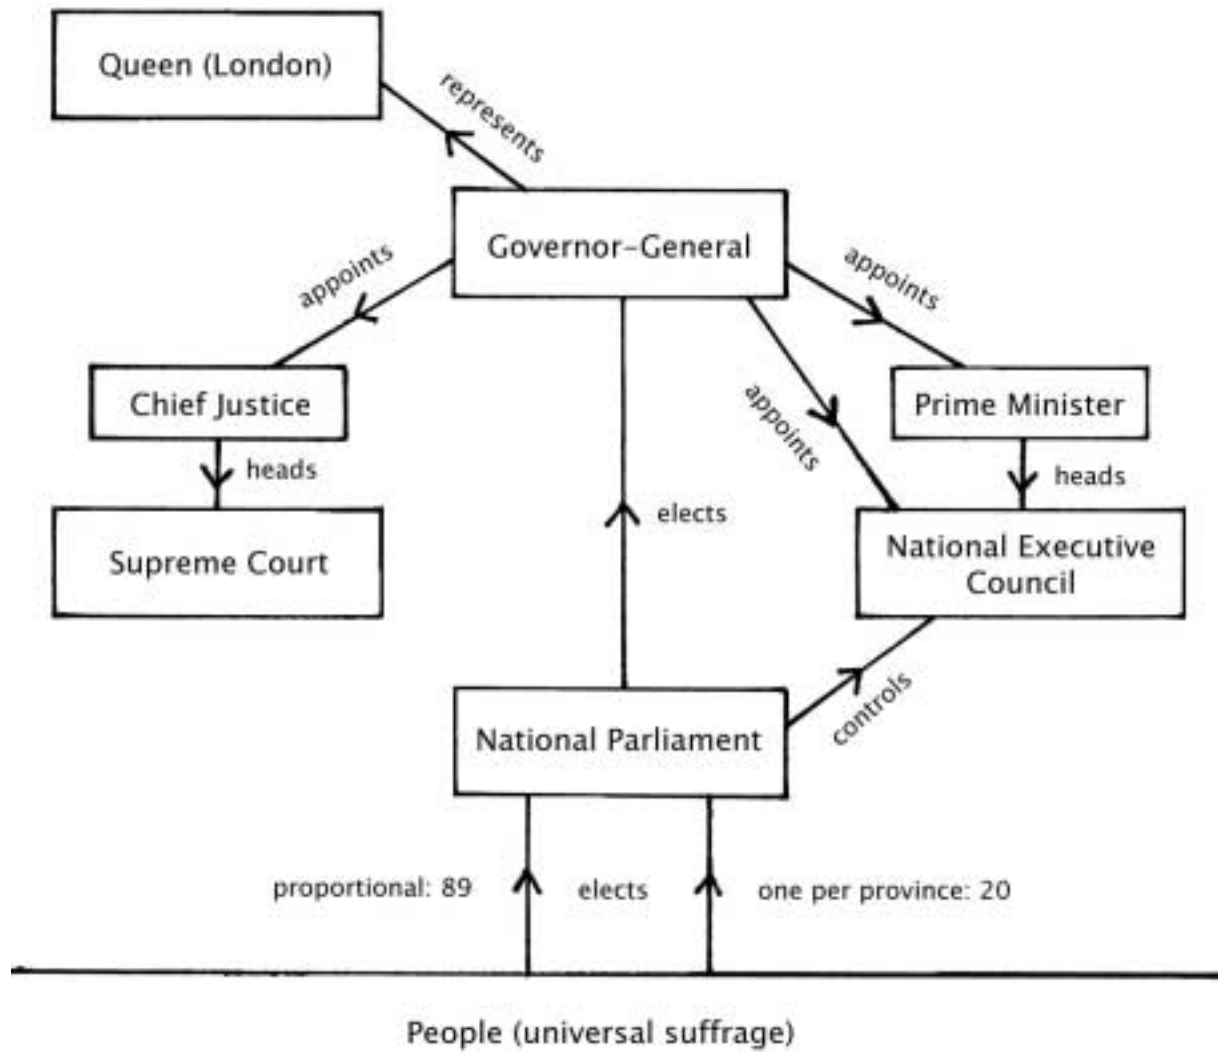 Queen (London)
represents
Governor-General
appoints
appoints
appoints
Chief Justice
Prime Minister
heads
heads
Supreme Court
elects
National Executive
Council
National Parliament
controls
proportional: 89
elects
one per province: 20
People (universal suffrage)